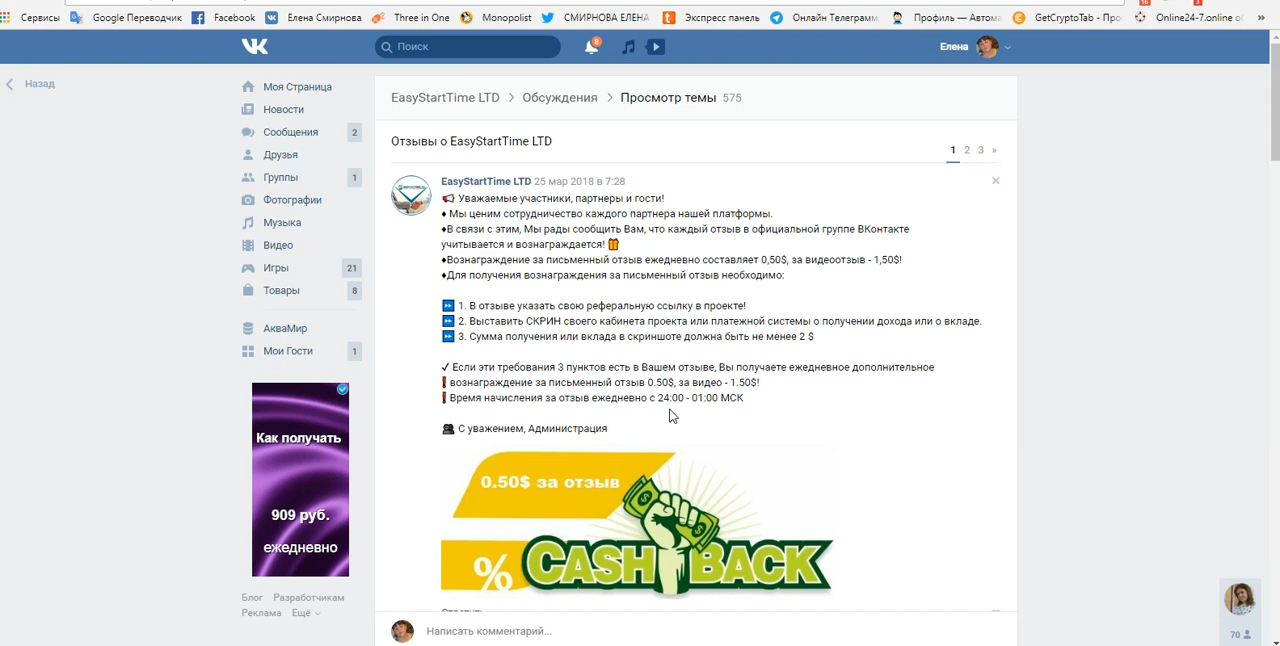 Сервисы Google Переводчик Facebook Елена Смирнова Three in One Monopolist СМИРНОВА ЕЛЕНА Экспресс панель Онлайн Телеграмм, Профиль — Автома GetCryptoTab - Про Online24-7.online о »
16 3
Поиск 8 Елена
Назад
Моя Страница
Новости
Сообщения 2
Друзья
Группы 1
Фотографии
Музыка
Видео
Игры 21
Товары 8
АкваМир
Мои Гости 1
Как получать
909 руб.
ежедневно
Блог Разработчикам
Реклама Ещё
EasyStartTime LTD > Обсуждения > Просмотр темы 575
Отзывы о EasyStartTime LTD
1 2 3 »
EasyStartTime LTD 25 мар 2018 в 7:28
Уважаемые участники, партнеры и гости!
♦ Мы ценим сотрудничество каждого партнера нашей платформы.
♦В связи с этим, Мы рады сообщить Вам, что каждый отзыв в официальной группе ВКонтакте
учитывается и вознаграждается!
♦Вознаграждение за письменный отзыв ежедневно составляет 0,50$, за видеоотзыв - 1,50$!
♦Для получения вознаграждения за письменный отзыв необходимо:
1. В отзыве указать свою реферальную ссылку в проекте!
2. Выставить СКРИН своего кабинета проекта или платежной системы о получении дохода или о вкладе.
3. Сумма получения или вклада в скриншоте должна быть не менее 2 $
✓ Если эти требования 3 пунктов есть в Вашем отзыве, Вы получаете ежедневное дополнительное
❗ вознаграждение за письменный отзыв 0.50$, за видео - 1.50$!
❗ Время начисления за отзыв ежедневно с 24:00 - 01:00 МСК
С уважением, Администрация
0.50$ за отзыв
% CASH BACK
Написать комментарий...
70